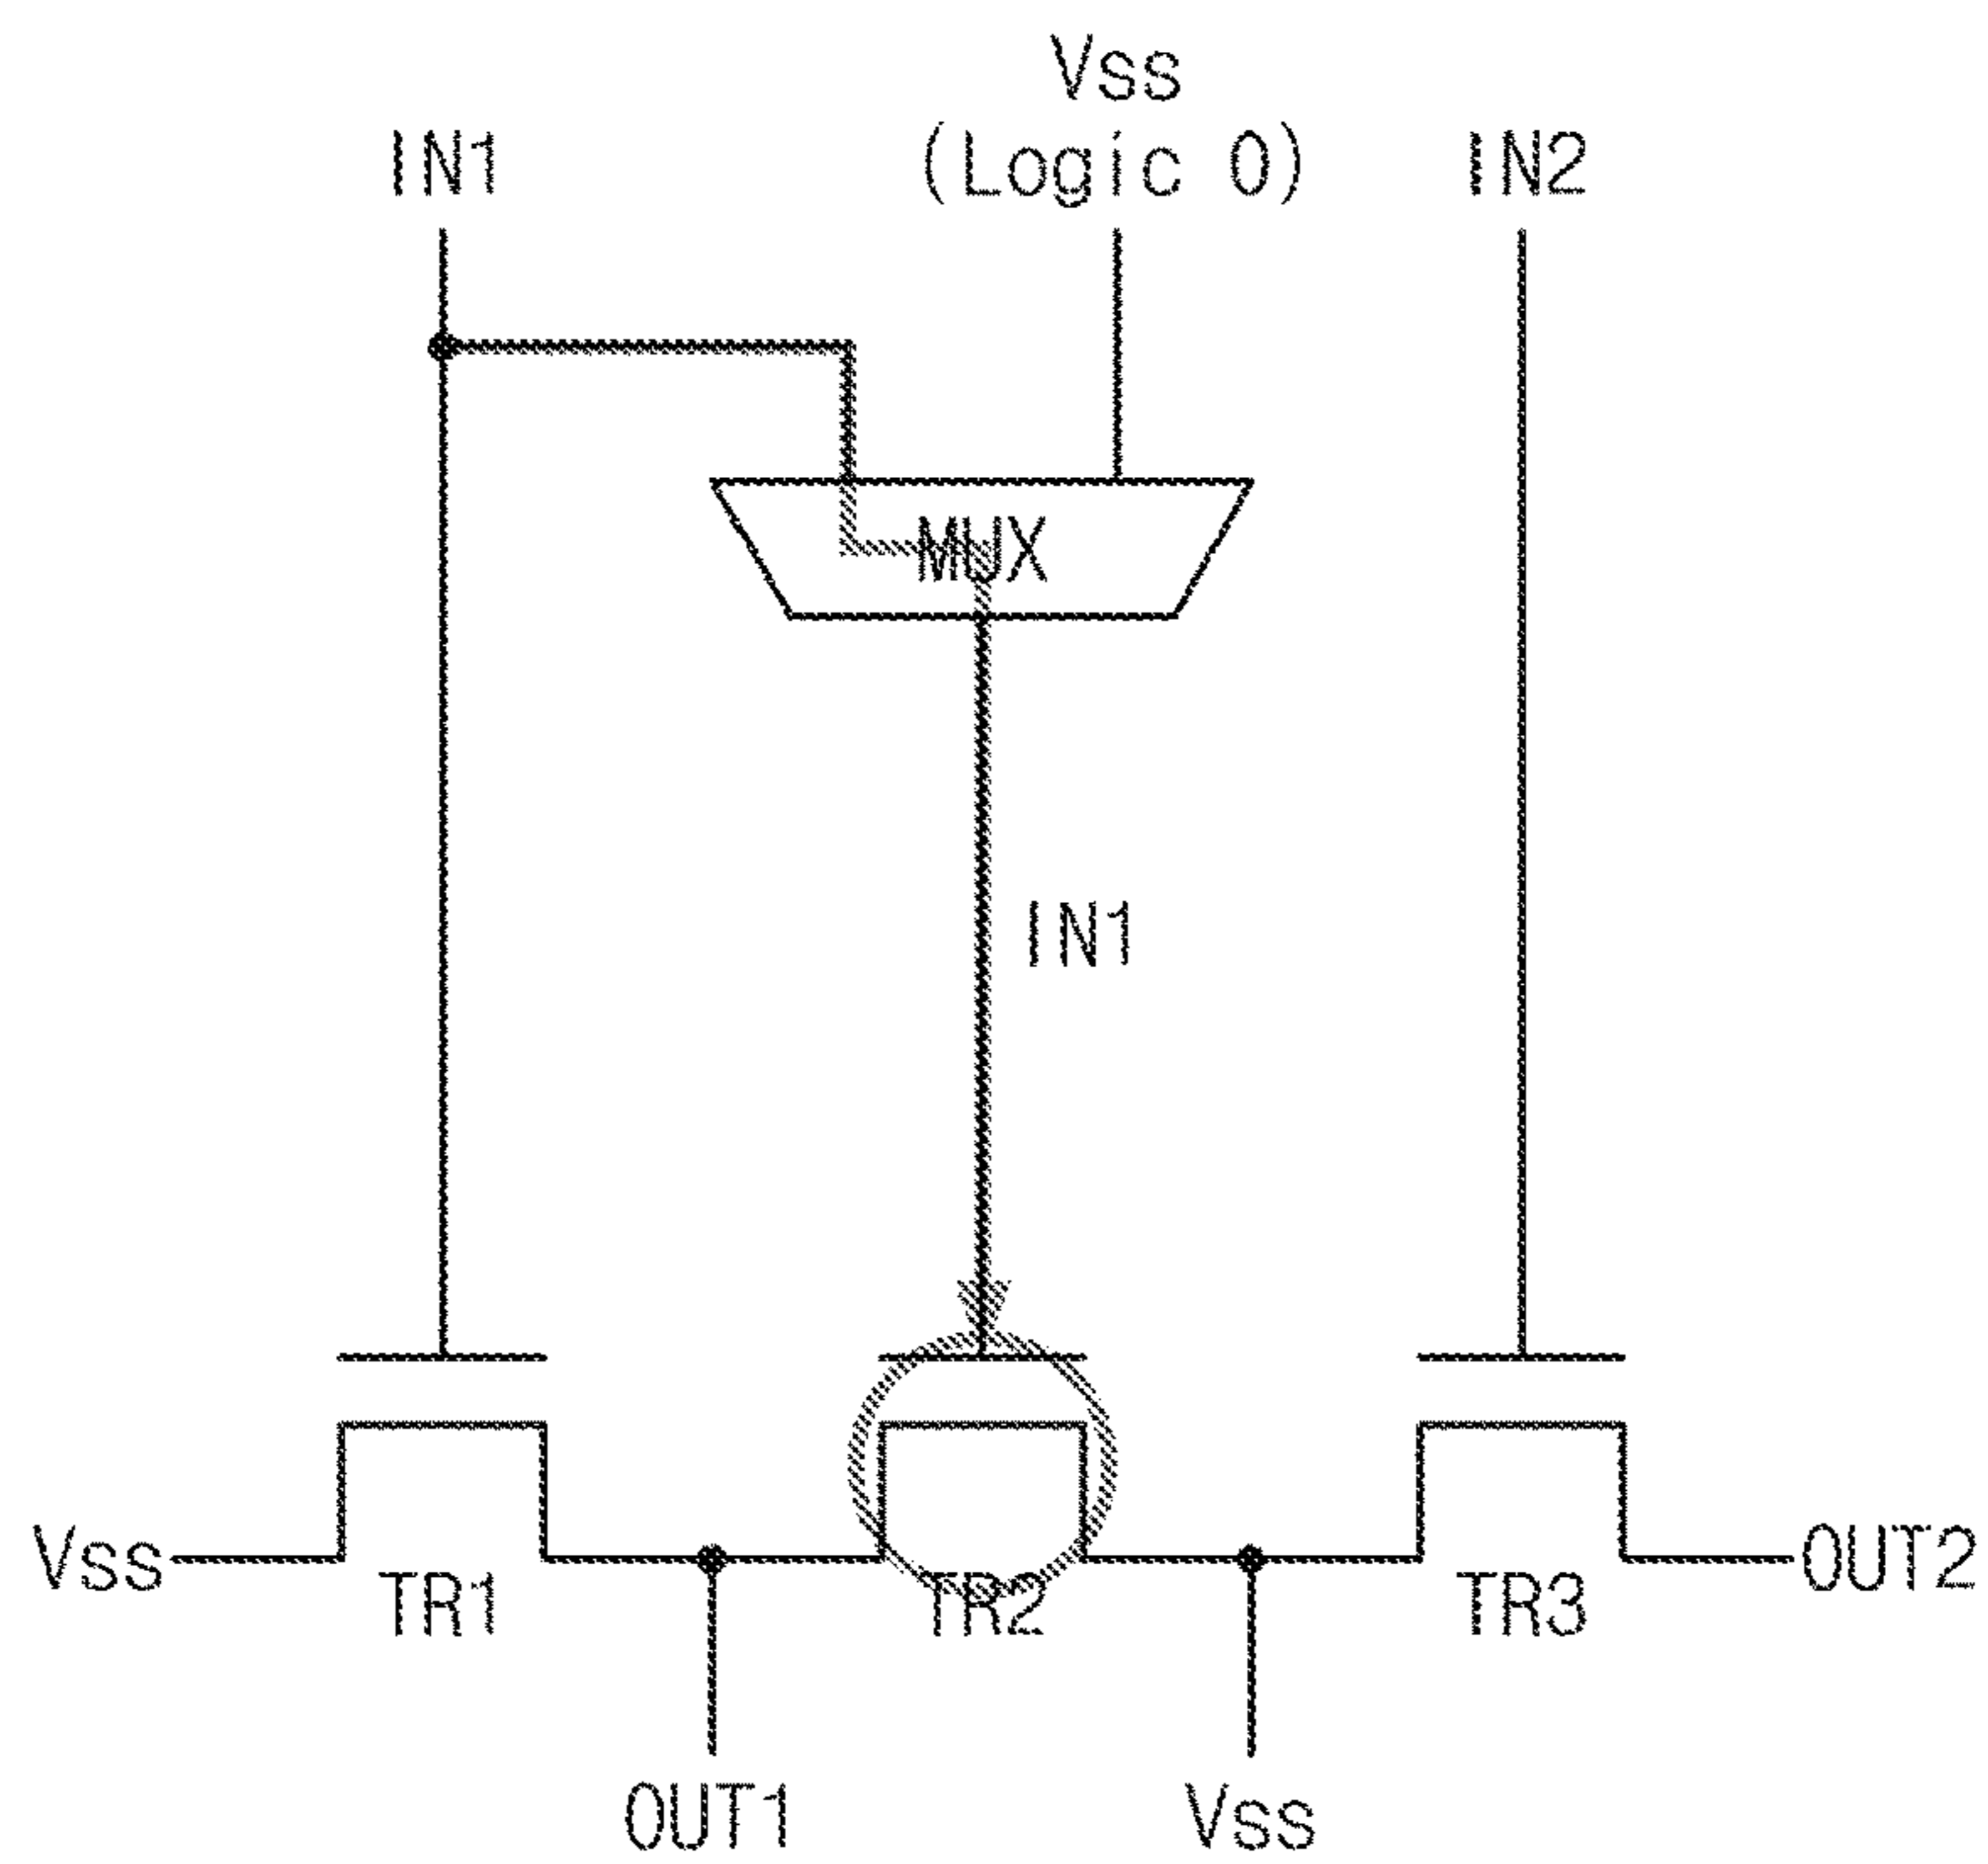 Vss
IN1 (Logic 0) IN2
MUX
IN1
Vss TR1 TR2 TR3 OUT2
OUT1 Vss